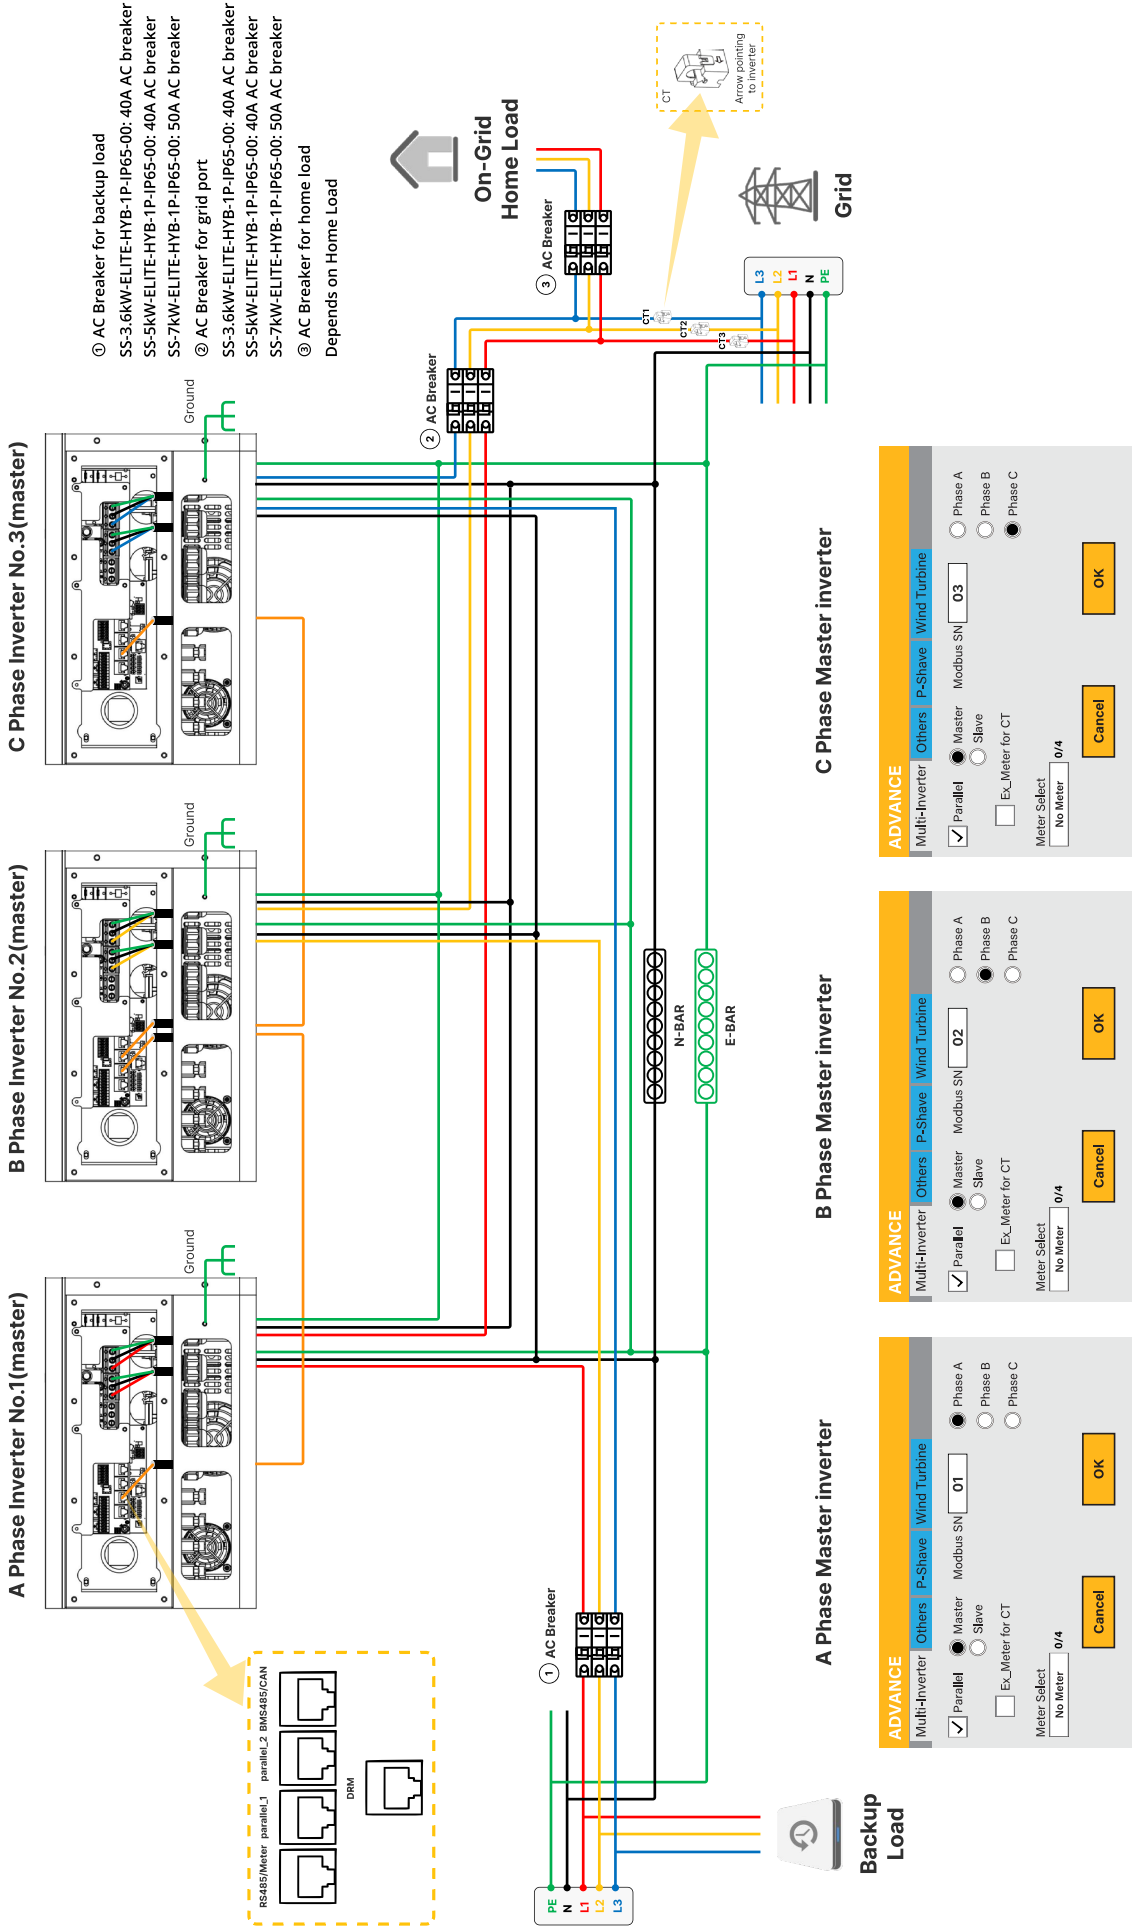 A Phase Inverter No.1(master)
B Phase Inverter No.2(master)
C Phase Inverter No.3(master)
① AC Breaker for backup load
SS-3.6kW-ELITE-HYB-1P-IP65-00: 40A AC breaker
SS-5kW-ELITE-HYB-1P-IP65-00: 40A AC breaker
SS-7kW-ELITE-HYB-1P-IP65-00: 50A AC breaker
② AC Breaker for grid port
SS-3.6kW-ELITE-HYB-1P-IP65-00: 40A AC breaker
SS-5kW-ELITE-HYB-1P-IP65-00: 40A AC breaker
SS-7kW-ELITE-HYB-1P-IP65-00: 50A AC breaker
③ AC Breaker for home load
Depends on Home Load
Ground
Ground
Ground
RS485/Meter
parallel_1
parallel_2
BMS485/CAN
DRM
① AC Breaker
② AC Breaker
③ AC Breaker
On-Grid
Home Load
CT
Arrow pointing
to inverter
CT1
CT2
CT3
Grid
L3
L2
L1
N
PE
N-BAR
E-BAR
PE
N
L1
L2
L3
Backup
Load
A Phase Master inverter
ADVANCE
Multi-Inverter Others P-Shave Wind Turbine
Parallel Master Modbus SN 01 Phase A
Slave Phase B
Ex_Meter for CT Phase C
Meter Select
No Meter 0/4
Cancel OK
B Phase Master inverter
ADVANCE
Multi-Inverter Others P-Shave Wind Turbine
Parallel Master Modbus SN 02 Phase A
Slave Phase B
Ex_Meter for CT Phase C
Meter Select
No Meter 0/4
Cancel OK
C Phase Master inverter
ADVANCE
Multi-Inverter Others P-Shave Wind Turbine
Parallel Master Modbus SN 03 Phase A
Slave Phase B
Ex_Meter for CT Phase C
Meter Select
No Meter 0/4
Cancel OK